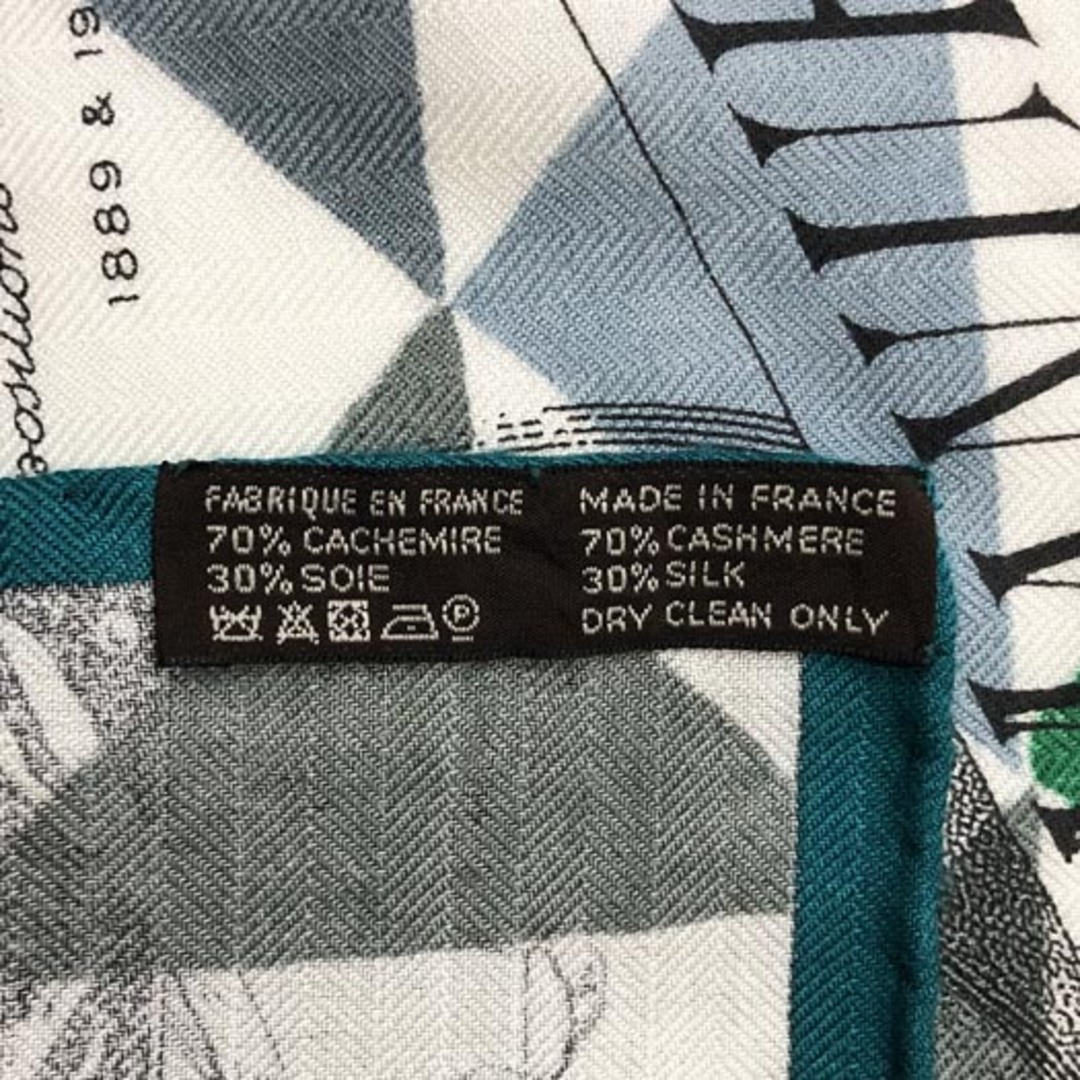 FABRIQUE EN FRANCE
70% CACHEMIRE
30% SOIE
P
MADE IN FRANCE
70% CASHMERE
30% SILK
DRY CLEAN ONLY
1889 & 19